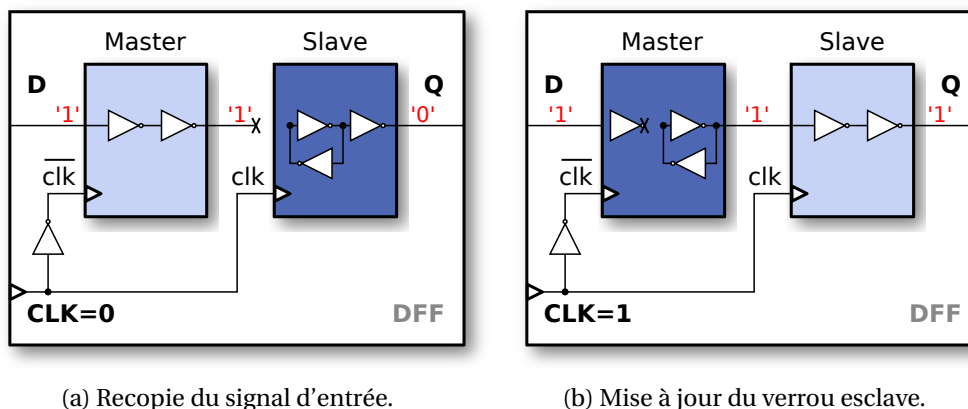 Master Slave
D Q
'1' '1' '0'
clk clk
CLK=0 DFF
(a) Recopie du signal d'entrée.
Master Slave
D Q
'1' '1' '1'
clk clk
CLK=1 DFF
(b) Mise à jour du verrou esclave.